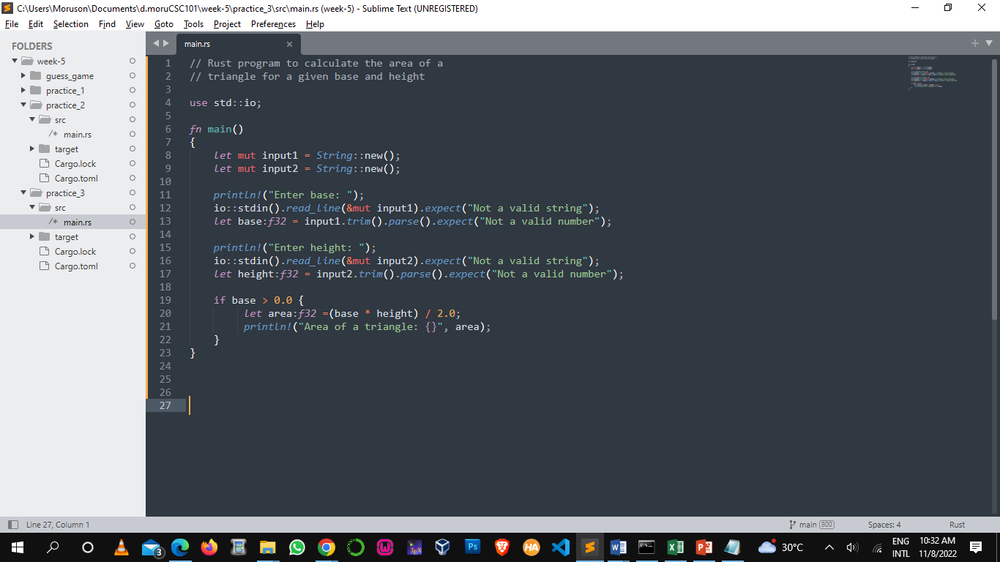 C:\Users\Moruson\Documents\d.moruCSC101\week-5\practice_3\src\main.rs (week-5) - Sublime Text (UNREGISTERED)
File Edit Selection Find View Goto Tools Project Preferences Help
FOLDERS
week-5
guess_game
practice_1
practice_2
src
/* main.rs
target
Cargo.lock
Cargo.toml
practice_3
src
/* main.rs
target
Cargo.lock
Cargo.toml
main.rs
1 // Rust program to calculate the area of a
2 // triangle for a given base and height
3
4 use std::io;
5
6 fn main()
7 {
8 let mut input1 = String::new();
9 let mut input2 = String::new();
10
11 println!("Enter base: ");
12 io::stdin().read_line(&mut input1).expect("Not a valid string");
13 let base:f32 = input1.trim().parse().expect("Not a valid number");
14
15 println!("Enter height: ");
16 io::stdin().read_line(&mut input2).expect("Not a valid string");
17 let height:f32 = input2.trim().parse().expect("Not a valid number");
18
19 if base > 0.0 {
20 let area:f32 =(base * height) / 2.0;
21 println!("Area of a triangle: {}", area);
22 }
23 }
24
25
26
27
Line 27, Column 1 main 800 Spaces: 4 Rust
3 Ps HA 30°C ENG INTL 10:32 AM 11/8/2022